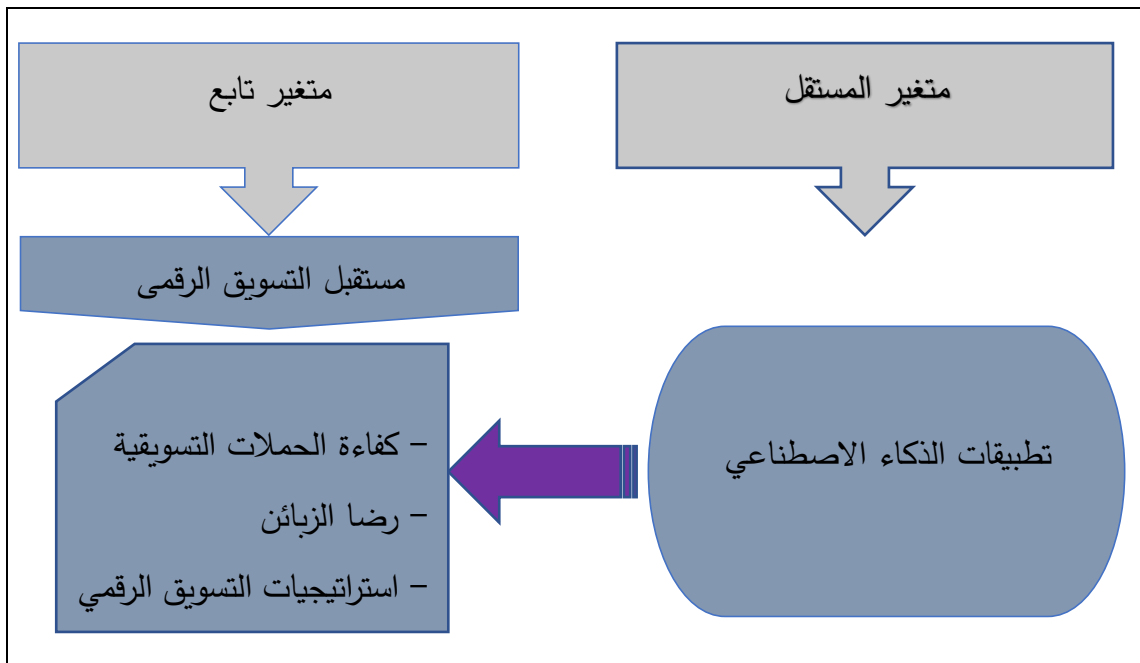 متغير المستقل
متغير تابع
مستقبل التسويق الرقمى
تطبيقات الذكاء الاصطناعي
– كفاءة الحملات التسويقية
– رضا الزبائن
– استراتيجيات التسويق الرقمي